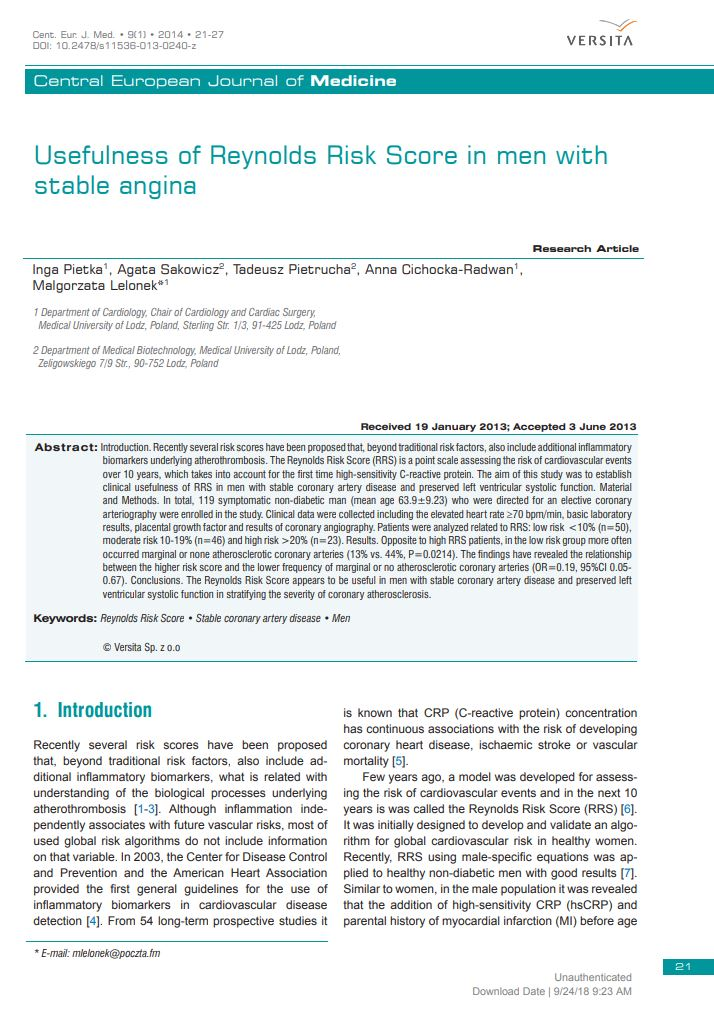 Cent. Eur. J. Med. • 9(1) • 2014 • 21-27
DOI: 10.2478/s11536-013-0240-z
VERSITA
Central European Journal of Medicine
Usefulness of Reynolds Risk Score in men with
stable angina
Research Article
Inga Pietka1, Agata Sakowicz2, Tadeusz Pietrucha2, Anna Cichocka-Radwan1,
Malgorzata Lelonek*1
1 Department of Cardiology, Chair of Cardiology and Cardiac Surgery,
Medical University of Lodz, Poland, Sterling Str. 1/3, 91-425 Lodz, Poland
2 Department of Medical Biotechnology, Medical University of Lodz, Poland,
Zeligowskiego 7/9 Str., 90-752 Lodz, Poland
Received 19 January 2013; Accepted 3 June 2013
Abstract: Introduction. Recently several risk scores have been proposed that, beyond traditional risk factors, also include additional inflammatory
biomarkers underlying atherothrombosis. The Reynolds Risk Score (RRS) is a point scale assessing the risk of cardiovascular events
over 10 years, which takes into account for the first time high-sensitivity C-reactive protein. The aim of this study was to establish
clinical usefulness of RRS in men with stable coronary artery disease and preserved left ventricular systolic function. Material
and Methods. In total, 119 symptomatic non-diabetic man (mean age 63.9±9.23) who were directed for an elective coronary
arteriography were enrolled in the study. Clinical data were collected including the elevated heart rate ≥70 bpm/min, basic laboratory
results, placental growth factor and results of coronary angiography. Patients were analyzed related to RRS: low risk <10% (n=50),
moderate risk 10-19% (n=46) and high risk >20% (n=23). Results. Opposite to high RRS patients, in the low risk group more often
occurred marginal or none atherosclerotic coronary arteries (13% vs. 44%, P=0.0214). The findings have revealed the relationship
between the higher risk score and the lower frequency of marginal or no atherosclerotic coronary arteries (OR=0.19, 95%CI 0.05-
0.67). Conclusions. The Reynolds Risk Score appears to be useful in men with stable coronary artery disease and preserved left
ventricular systolic function in stratifying the severity of coronary atherosclerosis.
Keywords: Reynolds Risk Score • Stable coronary artery disease • Men
© Versita Sp. z o.o
1. Introduction
Recently several risk scores have been proposed
that, beyond traditional risk factors, also include ad-
ditional inflammatory biomarkers, what is related with
understanding of the biological processes underlying
atherothrombosis [1-3]. Although inflammation inde-
pendently associates with future vascular risks, most of
used global risk algorithms do not include information
on that variable. In 2003, the Center for Disease Control
and Prevention and the American Heart Association
provided the first general guidelines for the use of
inflammatory biomarkers in cardiovascular disease
detection [4]. From 54 long-term prospective studies it
is known that CRP (C-reactive protein) concentration
has continuous associations with the risk of developing
coronary heart disease, ischaemic stroke or vascular
mortality [5].
Few years ago, a model was developed for assess-
ing the risk of cardiovascular events and in the next 10
years is was called the Reynolds Risk Score (RRS) [6].
It was initially designed to develop and validate an algo-
rithm for global cardiovascular risk in healthy women.
Recently, RRS using male-specific equations was ap-
plied to healthy non-diabetic men with good results [7].
Similar to women, in the male population it was revealed
that the addition of high-sensitivity CRP (hsCRP) and
parental history of myocardial infarction (MI) before age
* E-mail: mlelonek@poczta.fm
21
Unauthenticated
Download Date | 9/24/18 9:23 AM